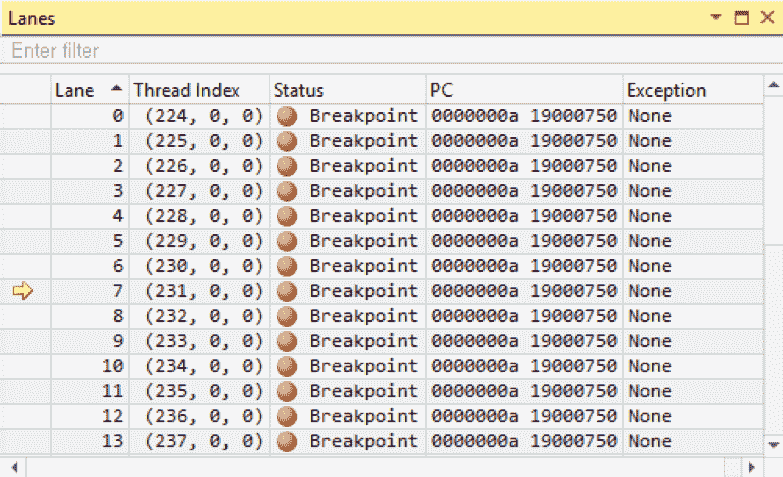 Lanes
Enter filter
Lane Thread Index Status PC Exception
0 (224, 0, 0) Breakpoint 0000000a 19000750 None
1 (225, 0, 0) Breakpoint 0000000a 19000750 None
2 (226, 0, 0) Breakpoint 0000000a 19000750 None
3 (227, 0, 0) Breakpoint 0000000a 19000750 None
4 (228, 0, 0) Breakpoint 0000000a 19000750 None
5 (229, 0, 0) Breakpoint 0000000a 19000750 None
6 (230, 0, 0) Breakpoint 0000000a 19000750 None
7 (231, 0, 0) Breakpoint 0000000a 19000750 None
8 (232, 0, 0) Breakpoint 0000000a 19000750 None
9 (233, 0, 0) Breakpoint 0000000a 19000750 None
10 (234, 0, 0) Breakpoint 0000000a 19000750 None
11 (235, 0, 0) Breakpoint 0000000a 19000750 None
12 (236, 0, 0) Breakpoint 0000000a 19000750 None
13 (237, 0, 0) Breakpoint 0000000a 19000750 None